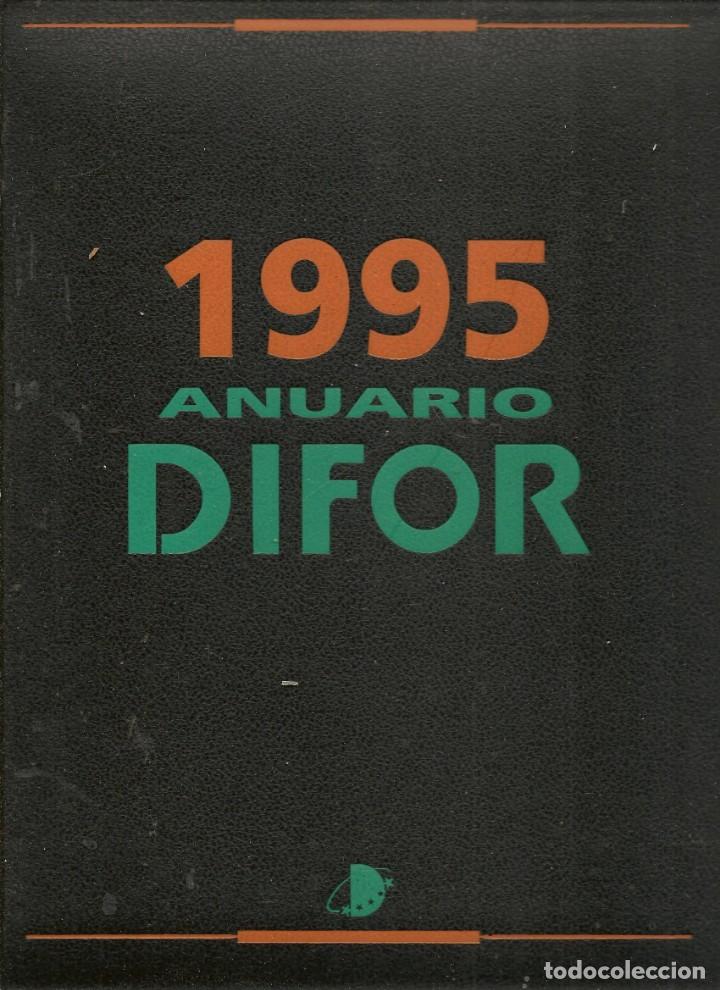 1995
ANUARIO
DIFOR
D
todocoleccion